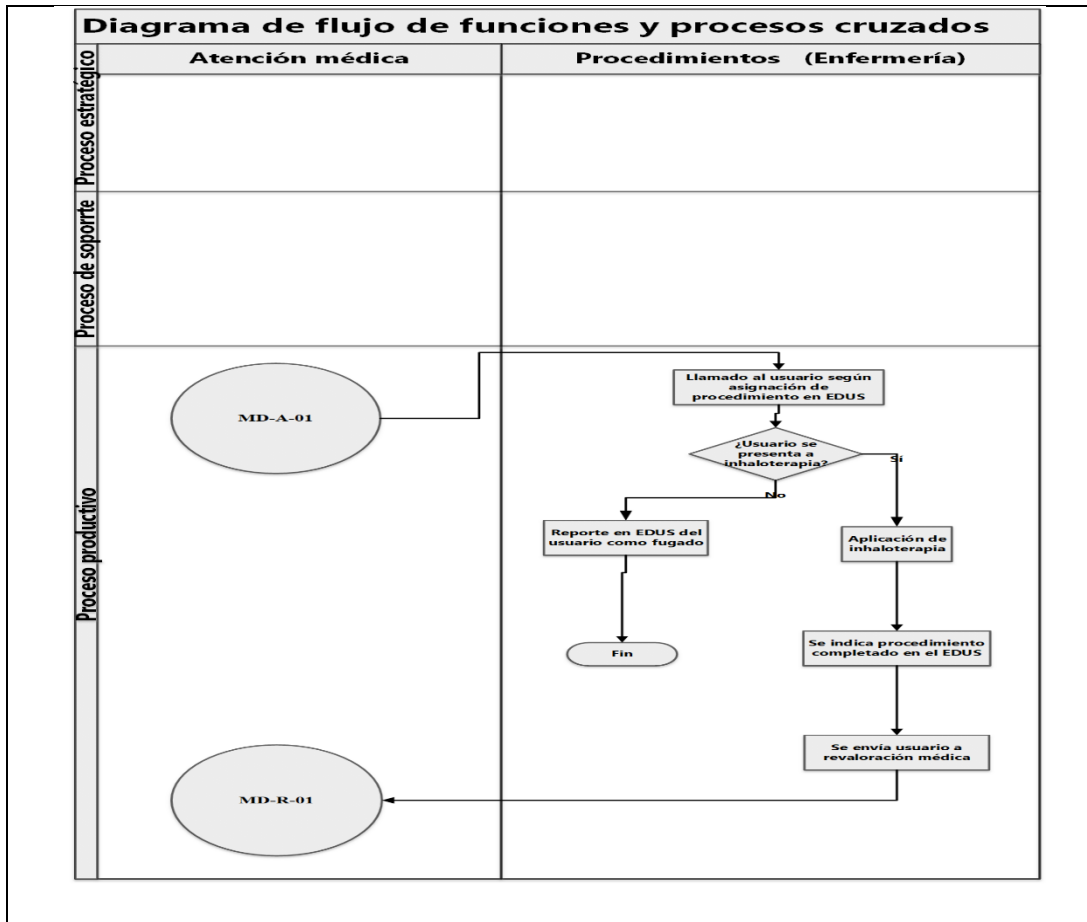 Diagrama de flujo de funciones y procesos cruzados
Atención médica
Procedimientos (Enfermería)
Proceso estratégico
Proceso de soporrte
Proceso productivo
MD-A-01
Llamado al usuario según
asignación de
procedimiento en EDUS
¿Usuario se
presenta a
inhaloterapia?
Sí
No
Reporte en EDUS del
usuario como fugado
Aplicación de
inhaloterapia
Fin
Se indica procedimiento
completado en el EDUS
Se envía usuario a
revaloración médica
MD-R-01